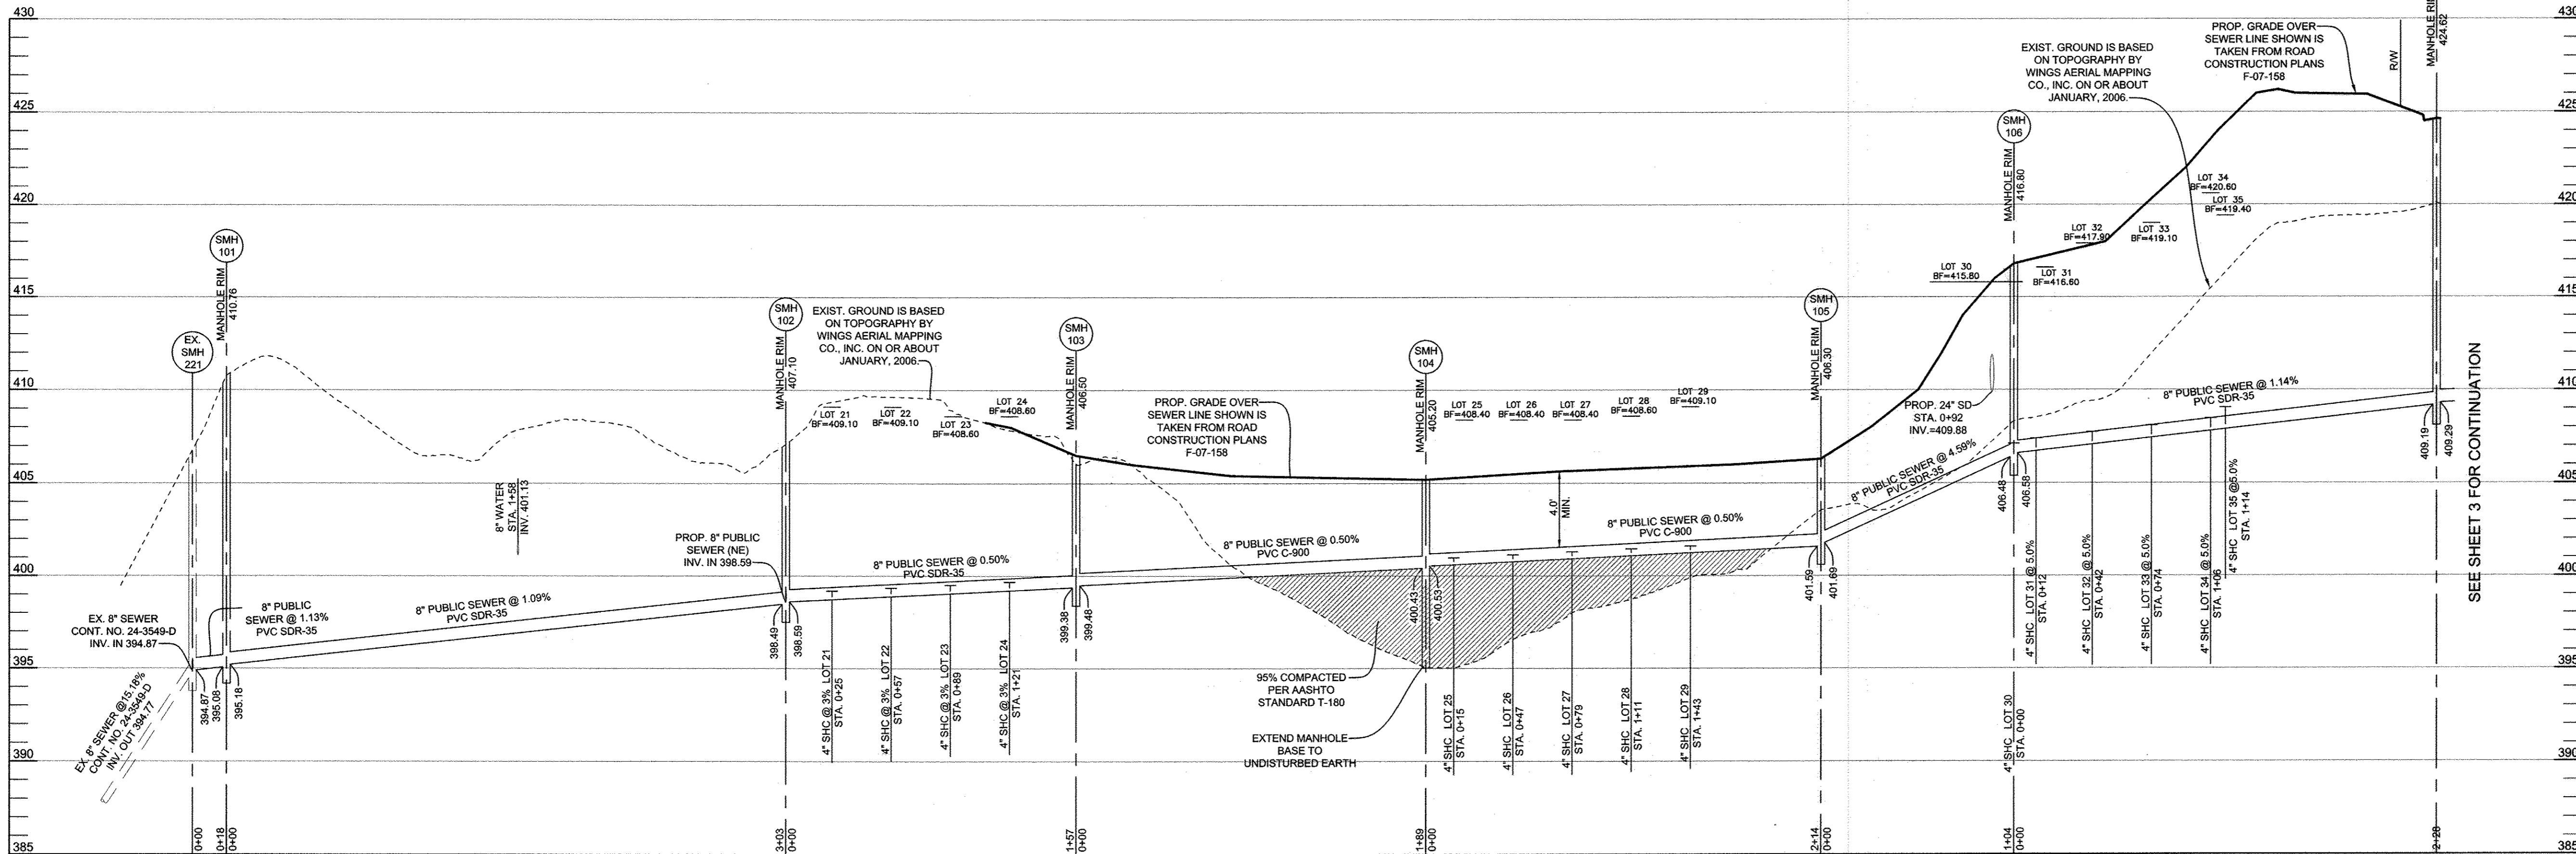 430
425
420
415
410
405
400
395
390
385
EX.
SMH
221
SMH
101
MANHOLE RIM
410.76
EX. 8" SEWER
CONT. NO. 24-3549-D
INV. IN 394.87
EX. 8" SEWER @15.18%
CONT. NO. 24-3549-D
INV. OUT 394.77
8" PUBLIC
SEWER @ 1.13%
PVC SDR-35
394.87
395.08
395.18
0+00
0+18
0+00
8" PUBLIC SEWER @ 1.09%
PVC SDR-35
8" WATER
STA. 1+58
INV. 401.13
PROP. 8" PUBLIC
SEWER (NE)
INV. IN 398.59
SMH
102
MANHOLE RIM
407.10
398.49
398.59
3+03
0+00
EXIST. GROUND IS BASED
ON TOPOGRAPHY BY
WINGS AERIAL MAPPING
CO., INC. ON OR ABOUT
JANUARY, 2006.
LOT 21
BF=409.10
LOT 22
BF=409.10
LOT 23
BF=408.60
LOT 24
BF=408.60
8" PUBLIC SEWER @ 0.50%
PVC SDR-35
4" SHC @ 3% LOT 21
STA. 0+25
4" SHC @ 3% LOT 22
STA. 0+57
4" SHC @ 3% LOT 23
STA. 0+89
4" SHC @ 3% LOT 24
STA. 1+21
SMH
103
MANHOLE RIM
406.50
399.38
399.48
1+57
0+00
PROP. GRADE OVER
SEWER LINE SHOWN IS
TAKEN FROM ROAD
CONSTRUCTION PLANS
F-07-158
8" PUBLIC SEWER @ 0.50%
PVC C-900
95% COMPACTED
PER AASHTO
STANDARD T-180
EXTEND MANHOLE
BASE TO
UNDISTURBED EARTH
SMH
104
MANHOLE RIM
405.20
400.43
400.53
1+89
0+00
LOT 25
BF=408.40
LOT 26
BF=408.40
LOT 27
BF=408.40
LOT 28
BF=408.60
LOT 29
BF=409.10
4.0'
MIN.
8" PUBLIC SEWER @ 0.50%
PVC C-900
4" SHC LOT 25
STA. 0+15
4" SHC LOT 26
STA. 0+47
4" SHC LOT 27
STA. 0+79
4" SHC LOT 28
STA. 1+11
4" SHC LOT 29
STA. 1+43
SMH
105
MANHOLE RIM
406.30
401.59
401.69
2+14
0+00
8" PUBLIC SEWER @ 4.59%
PVC SDR-35
PROP. 24" SD
STA. 0+92
INV.=409.88
LOT 30
BF=415.80
SMH
106
MANHOLE RIM
416.80
406.48
406.58
4" SHC LOT 30
STA. 0+00
1+04
0+00
LOT 31
BF=416.60
LOT 32
BF=417.90
LOT 33
BF=419.10
LOT 34
BF=420.60
LOT 35
BF=419.40
EXIST. GROUND IS BASED
ON TOPOGRAPHY BY
WINGS AERIAL MAPPING
CO., INC. ON OR ABOUT
JANUARY, 2006.
PROP. GRADE OVER
SEWER LINE SHOWN IS
TAKEN FROM ROAD
CONSTRUCTION PLANS
F-07-158
R/W
8" PUBLIC SEWER @ 1.14%
PVC SDR-35
4" SHC LOT 31 @ 5.0%
STA. 0+12
4" SHC LOT 32 @ 5.0%
STA. 0+42
4" SHC LOT 33 @ 5.0%
STA. 0+74
4" SHC LOT 34 @ 5.0%
STA. 1+06
4" SHC LOT 35 @5.0%
STA. 1+14
MANHOLE RI
424.62
409.19
409.29
2+28
SEE SHEET 3 FOR CONTINUATION
430
425
420
415
410
405
400
395
390
385